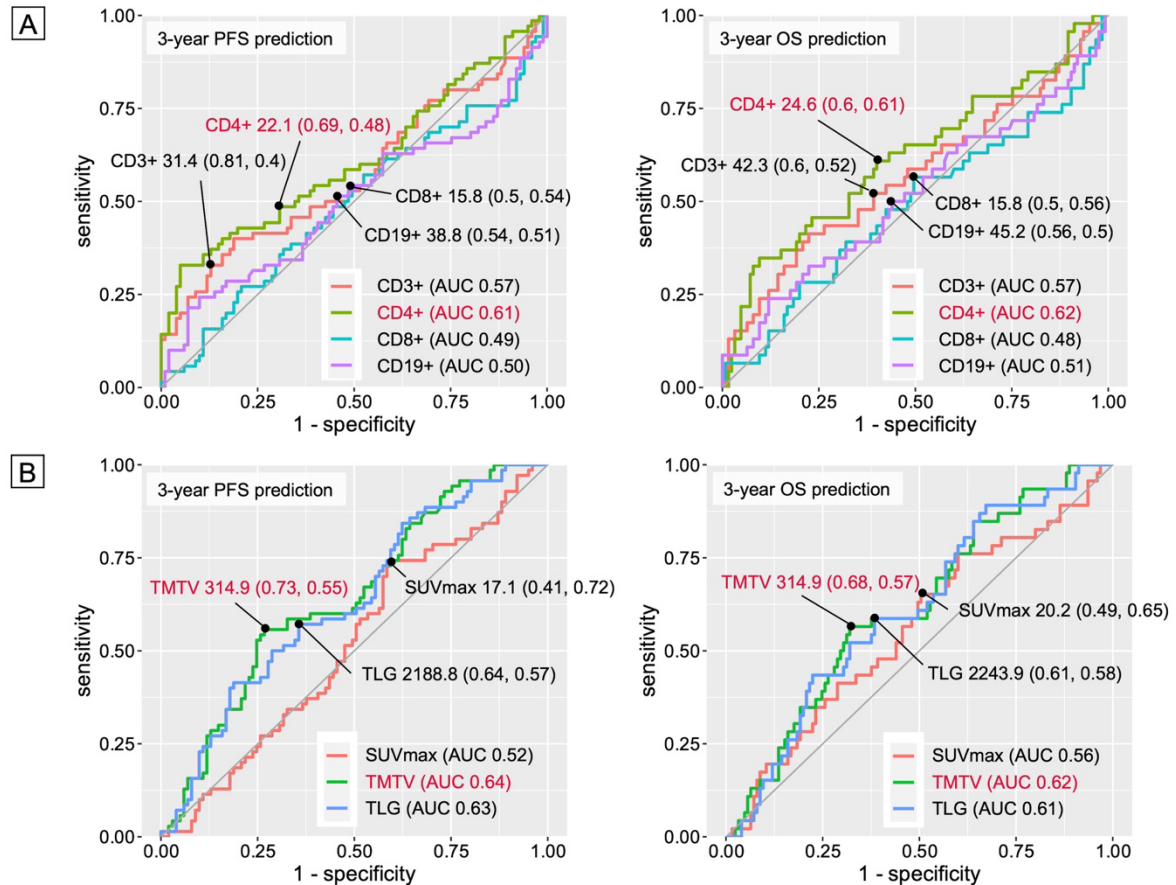 A
3-year PFS prediction
sensitivity
1.00
0.75
0.50
0.25
0.00
CD4+ 22.1 (0.69, 0.48)
CD3+ 31.4 (0.81, 0.4)
CD8+ 15.8 (0.5, 0.54)
CD19+ 38.8 (0.54, 0.51)
CD3+ (AUC 0.57)
CD4+ (AUC 0.61)
CD8+ (AUC 0.49)
CD19+ (AUC 0.50)
0.00 0.25 0.50 0.75 1.00
1 - specificity
3-year OS prediction
sensitivity
1.00
0.75
0.50
0.25
0.00
CD4+ 24.6 (0.6, 0.61)
CD3+ 42.3 (0.6, 0.52)
CD8+ 15.8 (0.5, 0.56)
CD19+ 45.2 (0.56, 0.5)
CD3+ (AUC 0.57)
CD4+ (AUC 0.62)
CD8+ (AUC 0.48)
CD19+ (AUC 0.51)
0.00 0.25 0.50 0.75 1.00
1 - specificity
B
3-year PFS prediction
sensitivity
1.00
0.75
0.50
0.25
0.00
TMTV 314.9 (0.73, 0.55)
SUVmax 17.1 (0.41, 0.72)
TLG 2188.8 (0.64, 0.57)
SUVmax (AUC 0.52)
TMTV (AUC 0.64)
TLG (AUC 0.63)
0.00 0.25 0.50 0.75 1.00
1 - specificity
3-year OS prediction
sensitivity
1.00
0.75
0.50
0.25
0.00
TMTV 314.9 (0.68, 0.57)
SUVmax 20.2 (0.49, 0.65)
TLG 2243.9 (0.61, 0.58)
SUVmax (AUC 0.56)
TMTV (AUC 0.62)
TLG (AUC 0.61)
0.00 0.25 0.50 0.75 1.00
1 - specificity